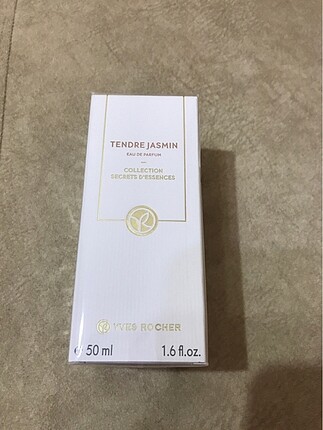 TENDRE JASMIN
EAU DE PARFUM
COLLECTION
SECRETS D'ESSENCES
YVES ROCHER
e 50 ml 1.6 fl.oz.